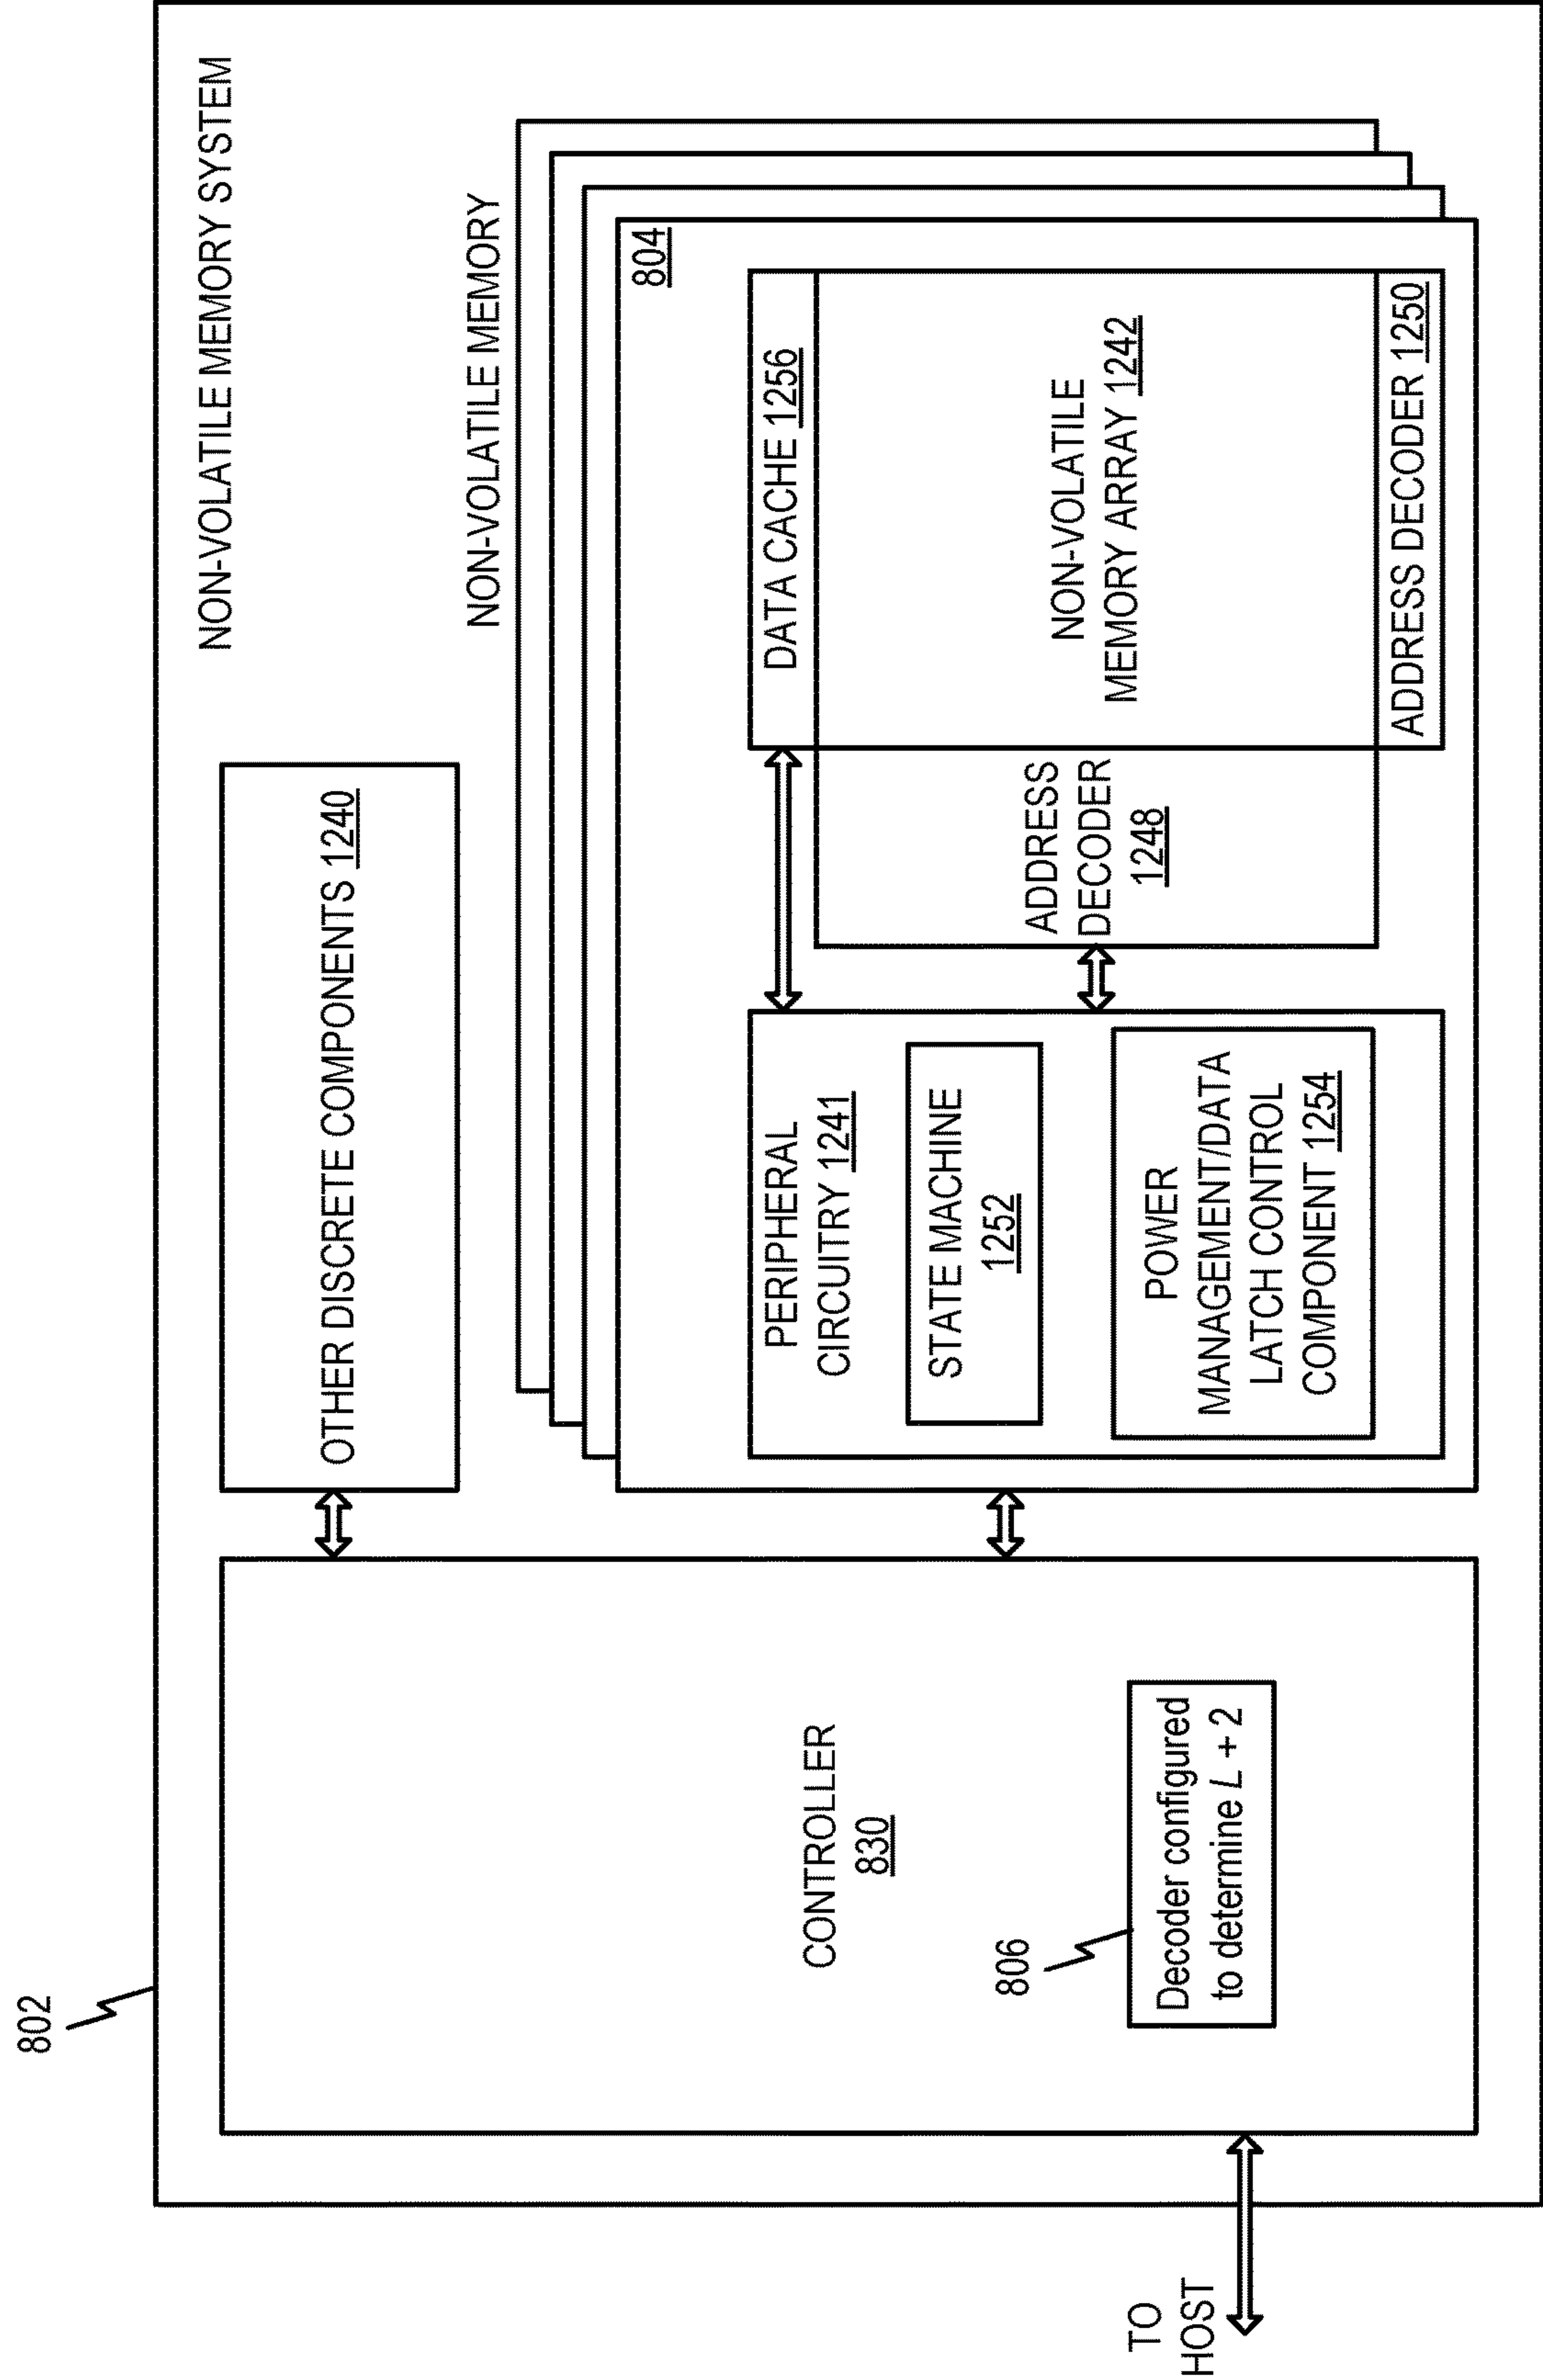 802
NON-VOLATILE MEMORY SYSTEM
OTHER DISCRETE COMPONENTS 1240
NON-VOLATILE MEMORY
804
CONTROLLER
830
806
Decoder configured
to determine L + 2
TO
HOST
PERIPHERAL
CIRCUITRY 1241
STATE MACHINE
1252
POWER
MANAGEMENT/DATA
LATCH CONTROL
COMPONENT 1254
DATA CACHE 1256
ADDRESS
DECODER
1248
NON-VOLATILE
MEMORY ARRAY 1242
ADDRESS DECODER 1250